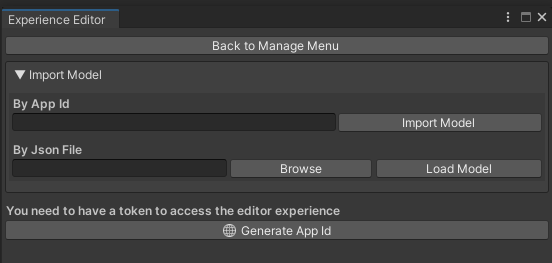 Experience Editor
Back to Manage Menu
Import Model
By App Id
Import Model
By Json File
Browse
Load Model
You need to have a token to access the editor experience
Generate App Id